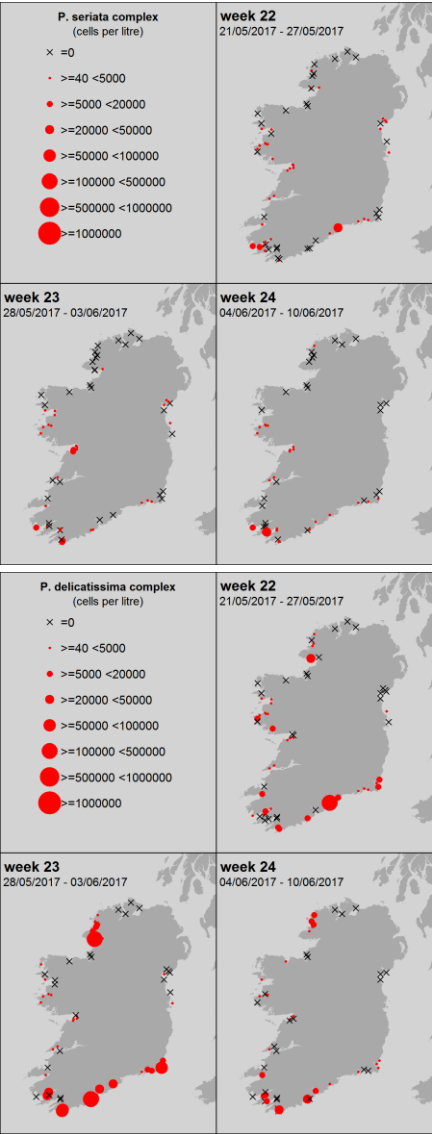 P. seriata complex
(cells per litre)
=0
>=40 <5000
>=5000 <20000
>=20000 <50000
>=50000 <100000
>=100000 <500000
>=500000 <1000000
>=1000000
week 22
21/05/2017 - 27/05/2017
week 23
28/05/2017 - 03/06/2017
week 24
04/06/2017 - 10/06/2017
P. delicatissima complex
(cells per litre)
=0
>=40 <5000
>=5000 <20000
>=20000 <50000
>=50000 <100000
>=100000 <500000
>=500000 <1000000
>=1000000
week 22
21/05/2017 - 27/05/2017
week 23
28/05/2017 - 03/06/2017
week 24
04/06/2017 - 10/06/2017